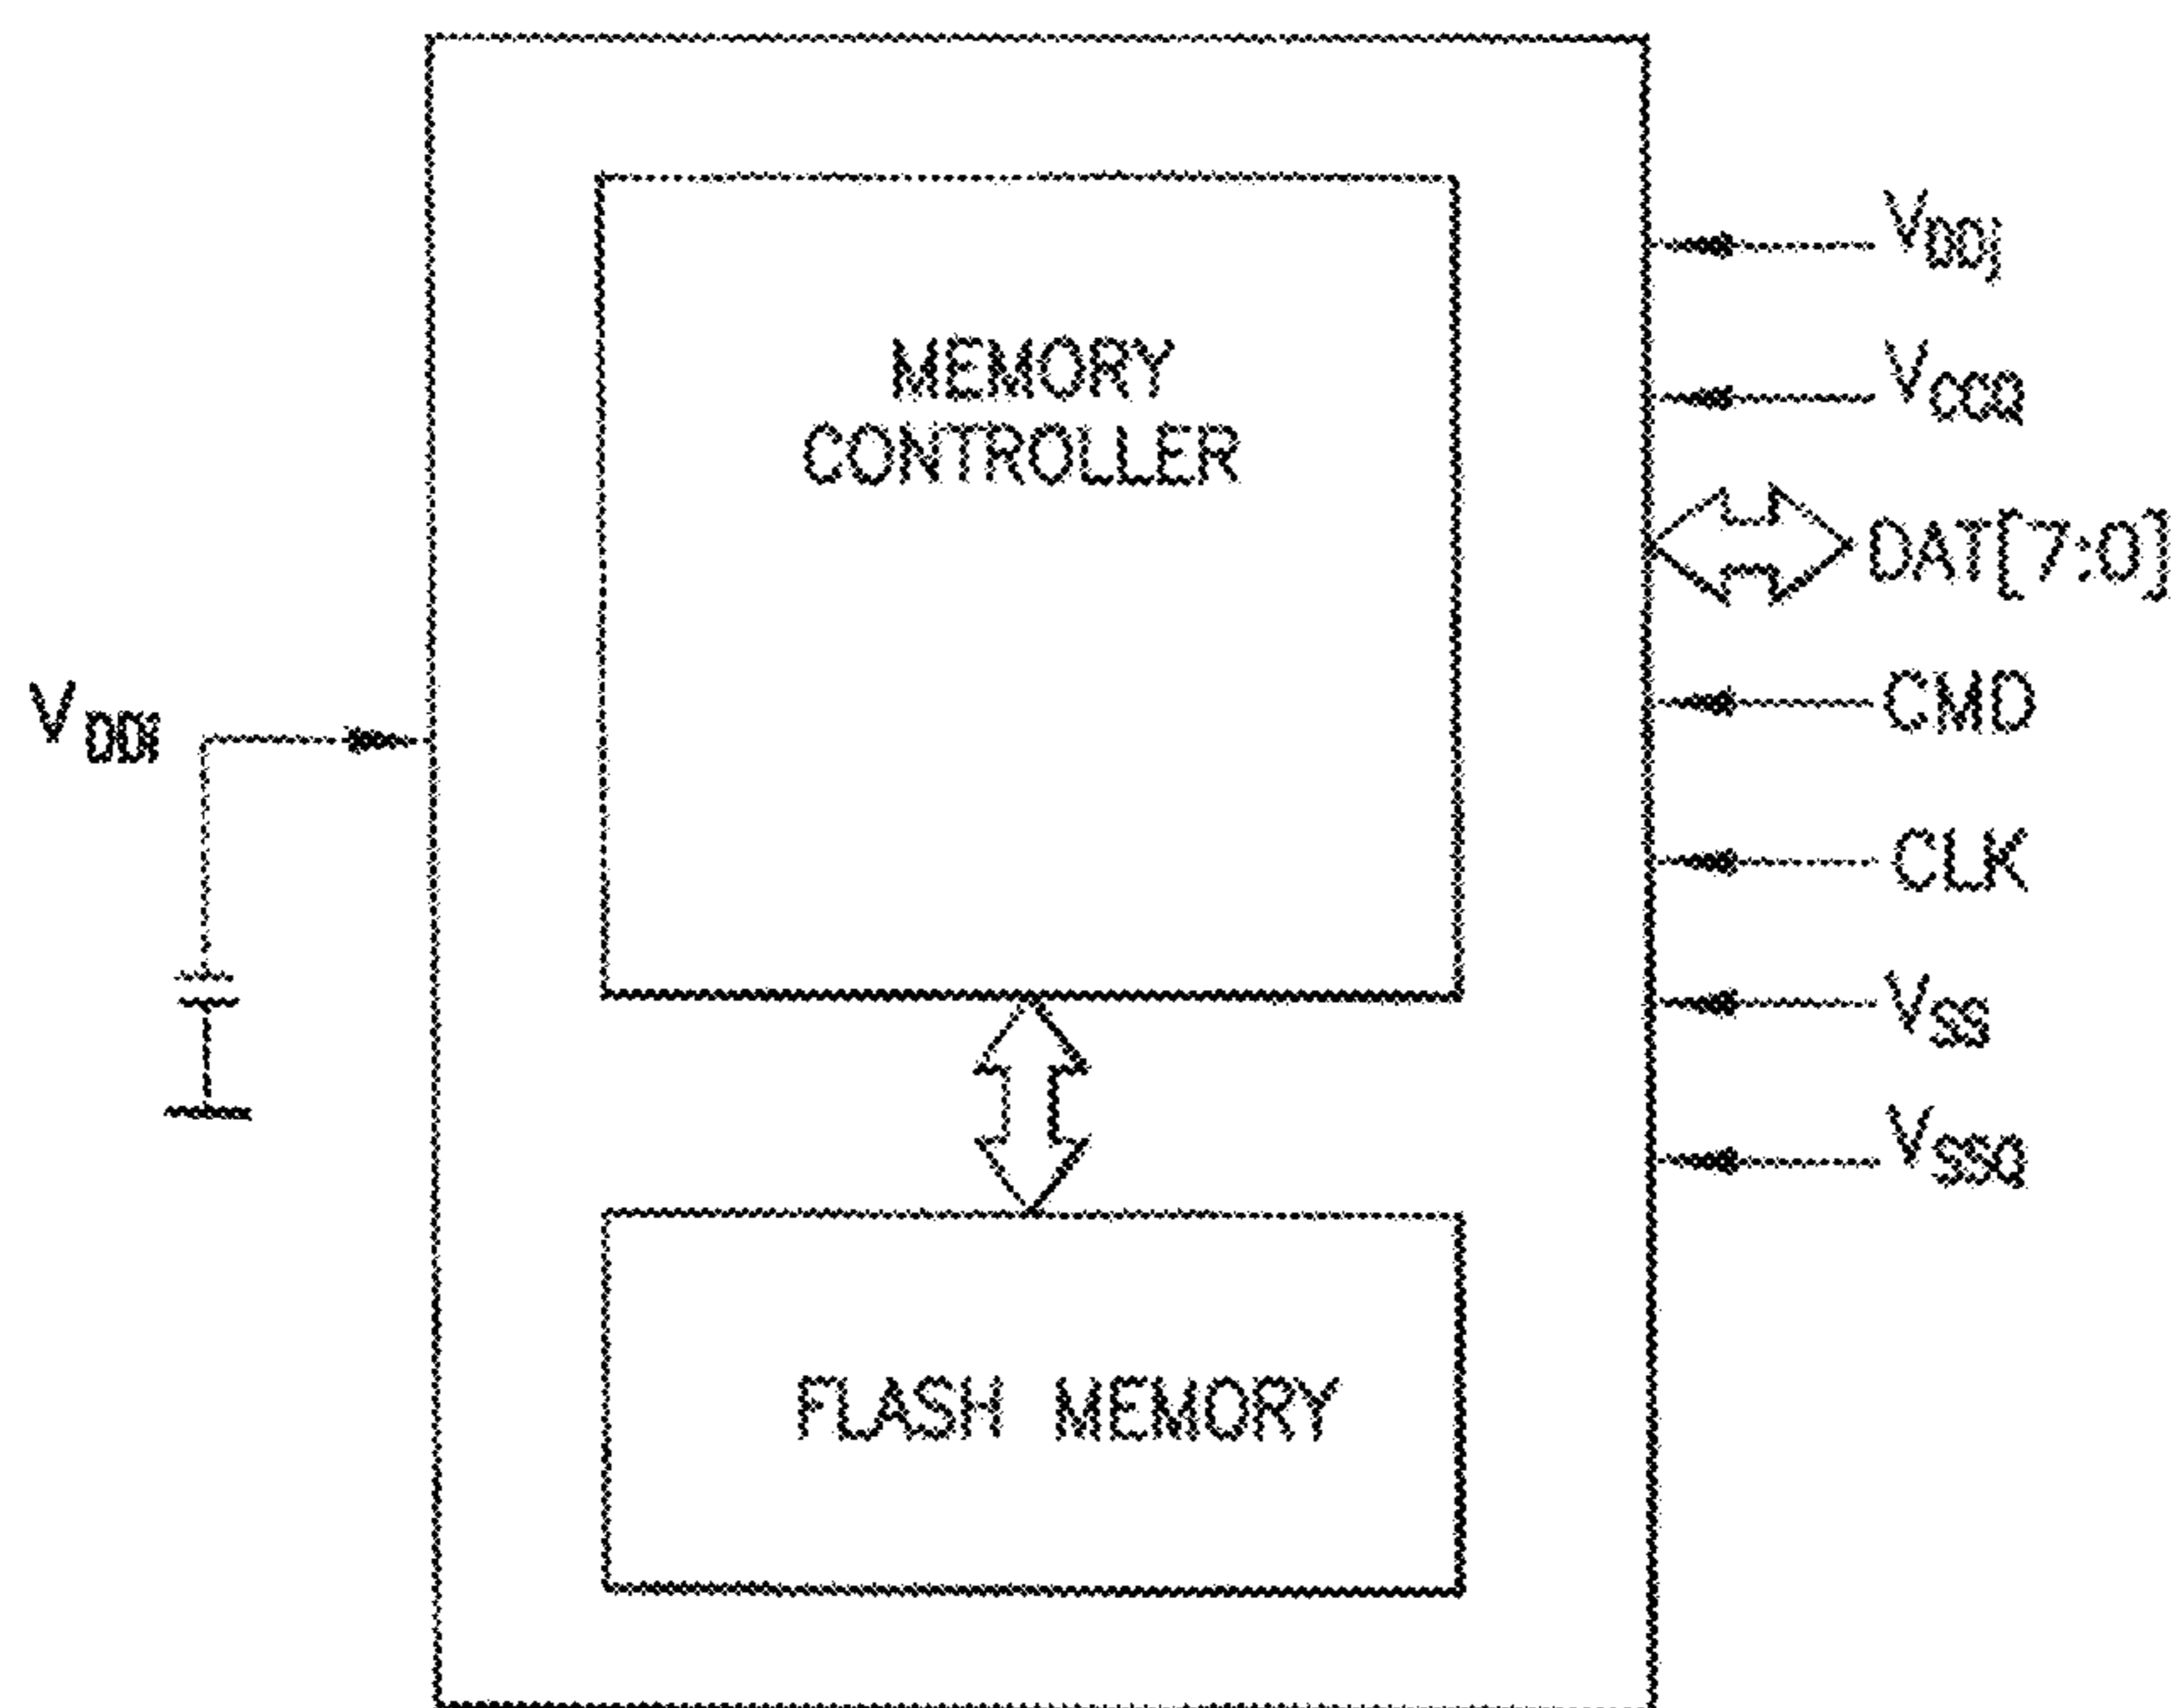 MEMORY
CONTROLLER
VDDi
VDDi
VCCQ
DAT[7:0]
CMD
CLK
VSS
VSSQ
FLASH MEMORY